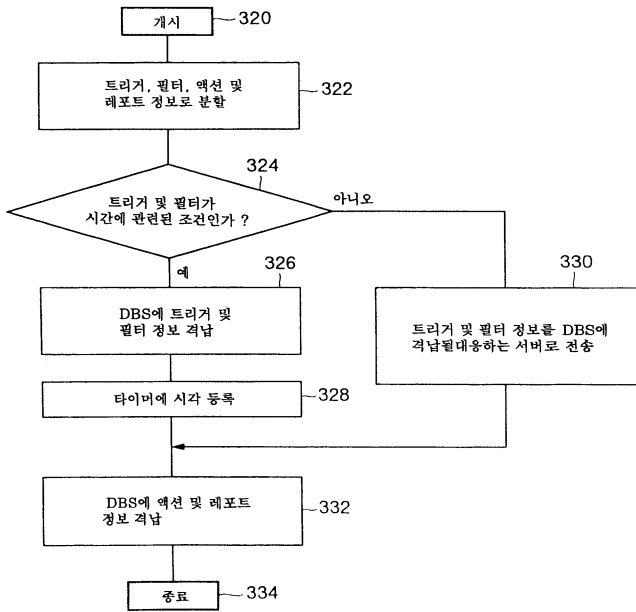 개시
320
트리거, 필터, 액션 및
레포트 정보로 분할
322
324
트리거 및 필터가
시간에 관련된 조건인가 ?
아니오
예
326
DBS에 트리거 및
필터 정보 격납
330
트리거 및 필터 정보를 DBS에
격납될대응하는 서버로 전송
타이머에 시각 등록
328
DBS에 액션 및 레포트
정보 격납
332
종료
334